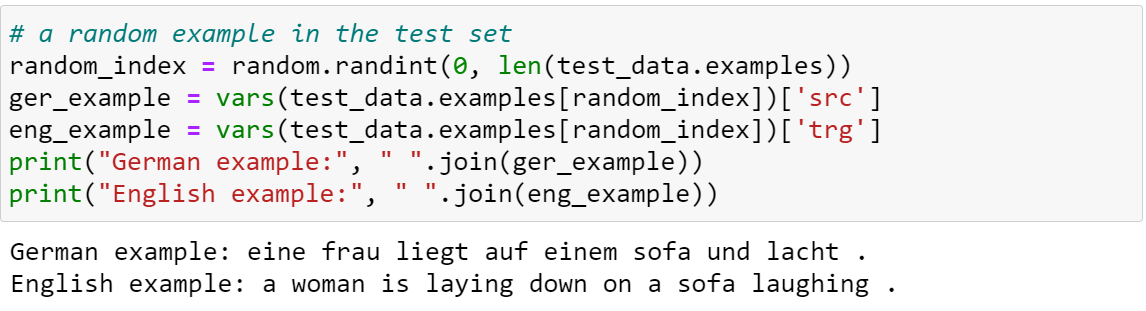 # a random example in the test set
random_index = random.randint(0, len(test_data.examples))
ger_example = vars(test_data.examples[random_index])['src']
eng_example = vars(test_data.examples[random_index])['trg']
print("German example:", " ".join(ger_example))
print("English example:", " ".join(eng_example))
German example: eine frau liegt auf einem sofa und lacht .
English example: a woman is laying down on a sofa laughing .